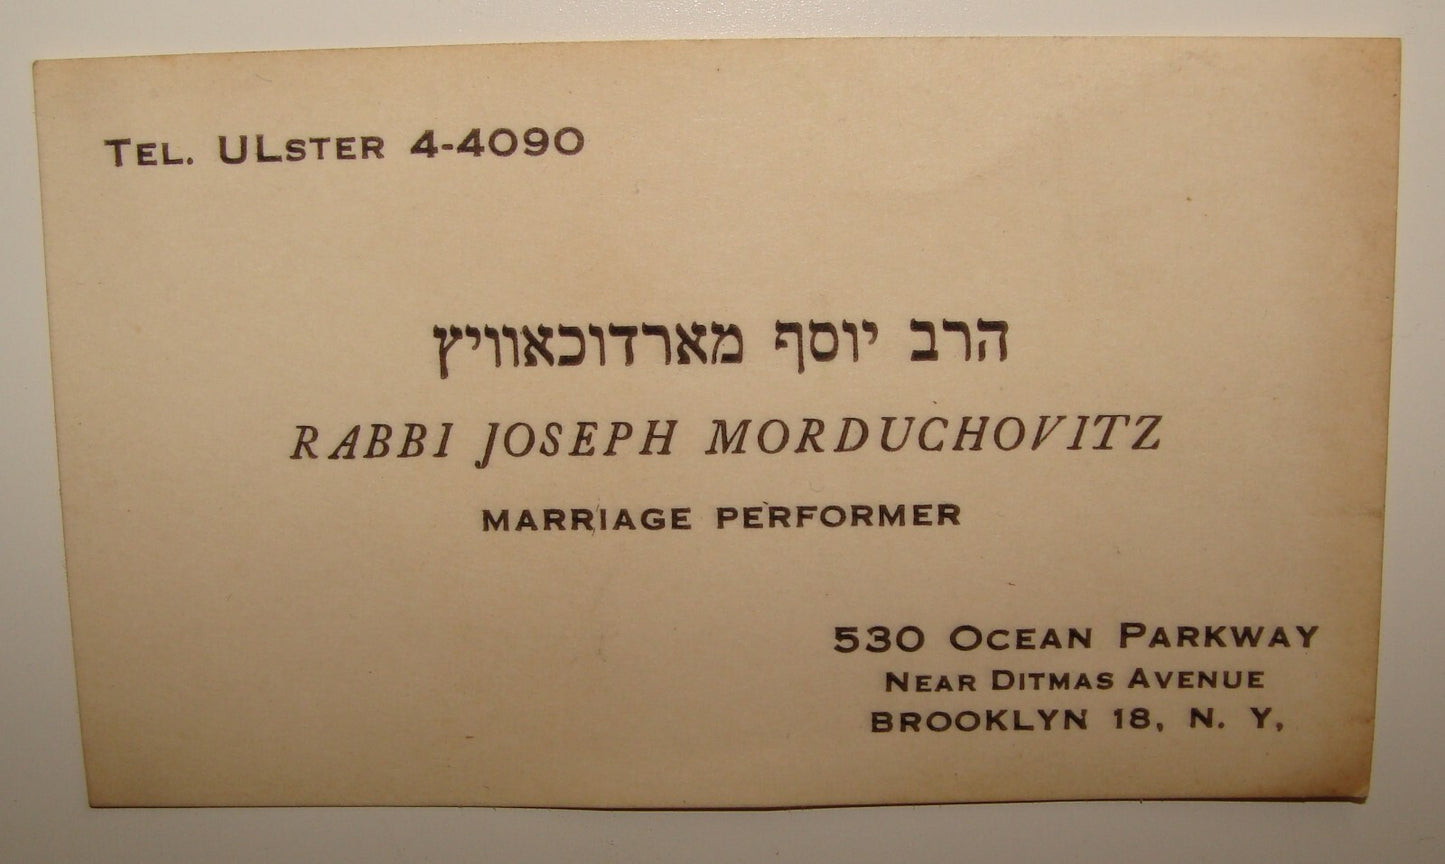 TEL. ULSTER 4-4090
הרב יוסף מארדוכאוויץ
RABBI JOSEPH MORDUCHOVITZ
MARRIAGE PERFORMER
530 OCEAN PARKWAY
NEAR DITMAS AVENUE
BROOKLYN 18, N. Y,